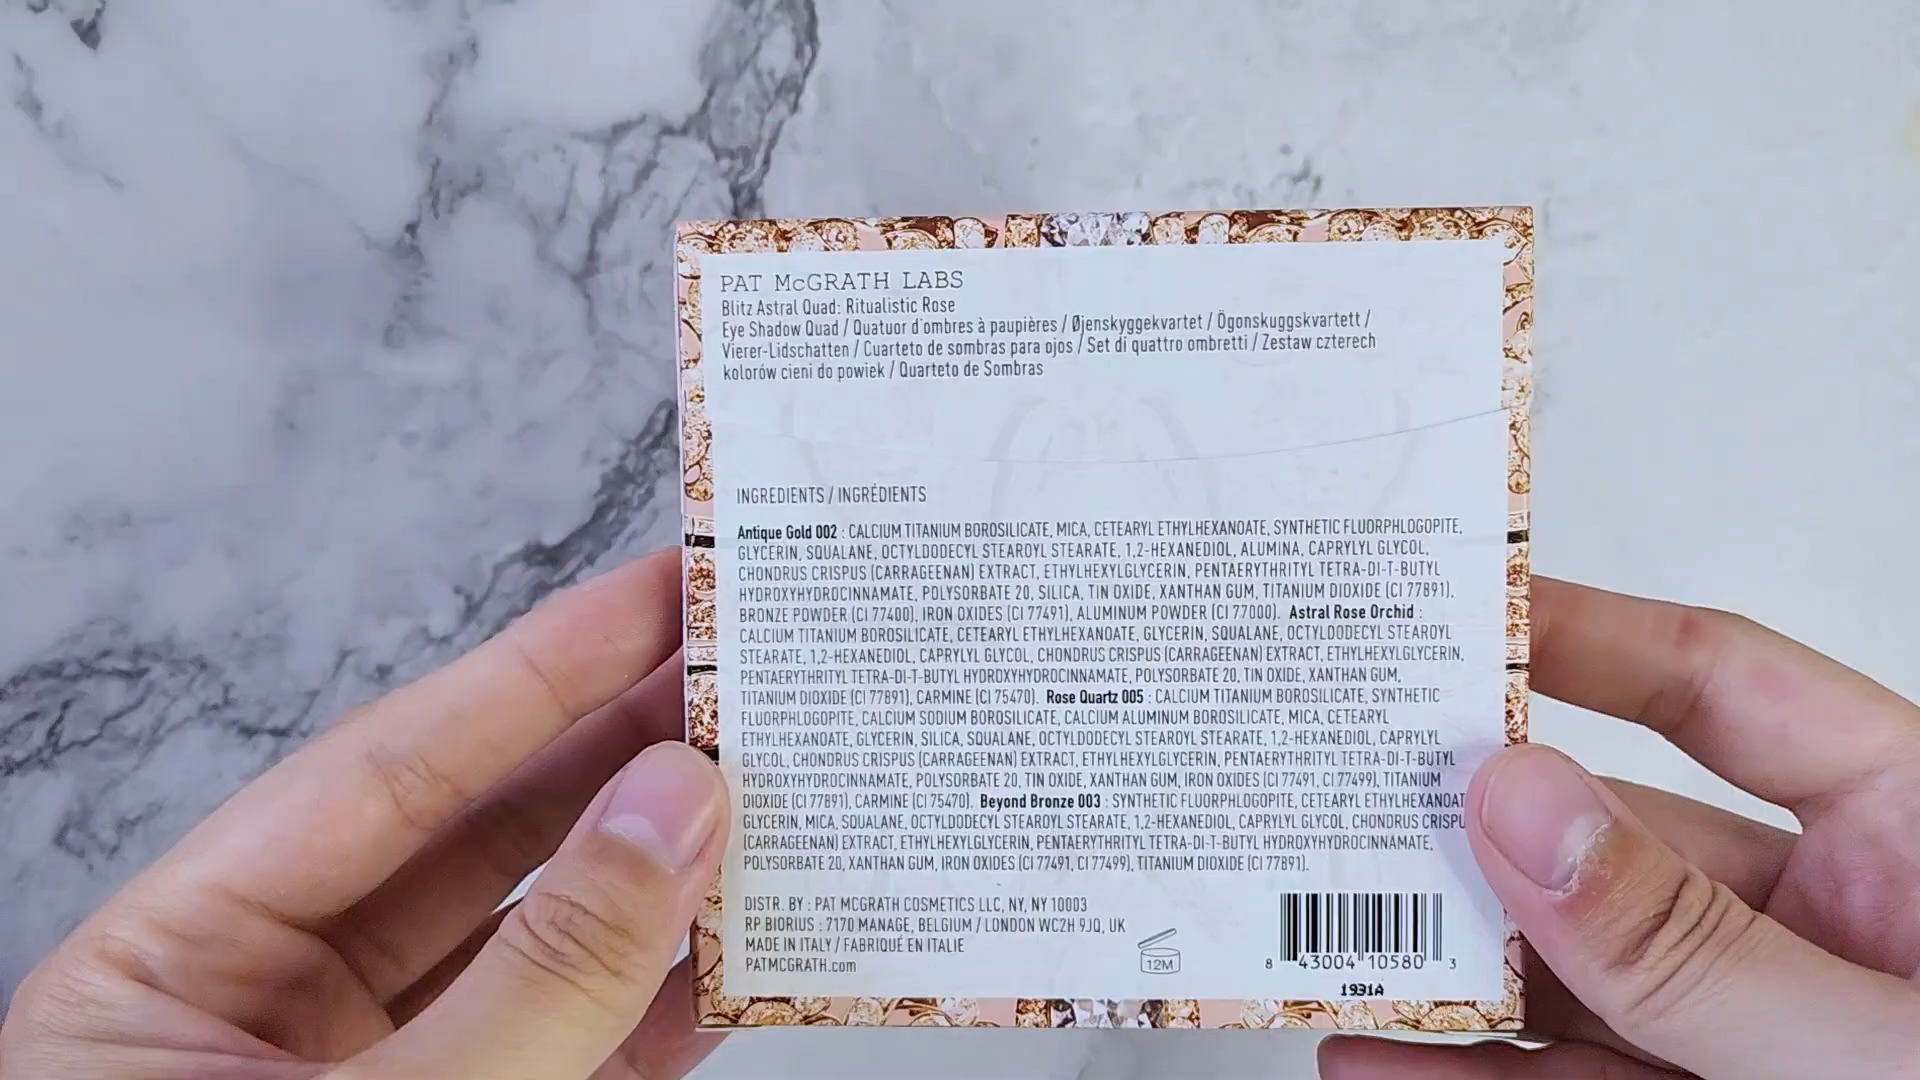 PAT McGRATH LABS
Blitz Astral Quad: Ritualistic Rose
Eye Shadow Quad / Quatuor d'ombres à paupières / Øjenskyggekvartet / Ögonskuggskvartett /
Vierer-Lidschatten / Cuarteto de sombras para ojos / Set di quattro ombretti / Zestaw czterech
kolorów cieni do powiek / Quarteto de Sombras
INGREDIENTS / INGRÉDIENTS
Antique Gold 002 : CALCIUM TITANIUM BOROSILICATE, MICA, CETEARYL ETHYLHEXANOATE, SYNTHETIC FLUORPHLOGOPITE,
GLYCERIN, SQUALANE, OCTYLDODECYL STEAROYL STEARATE, 1,2-HEXANEDIOL, ALUMINA, CAPRYLYL GLYCOL,
CHONDRUS CRISPUS (CARRAGEENAN) EXTRACT, ETHYLHEXYLGLYCERIN, PENTAERYTHRITYL TETRA-DI-T-BUTYL
HYDROXYHYDROCINNAMATE, POLYSORBATE 20, SILICA, TIN OXIDE, XANTHAN GUM, TITANIUM DIOXIDE (CI 77891),
BRONZE POWDER (CI 77400), IRON OXIDES (CI 77491), ALUMINUM POWDER (CI 77000). Astral Rose Orchid :
CALCIUM TITANIUM BOROSILICATE, CETEARYL ETHYLHEXANOATE, GLYCERIN, SQUALANE, OCTYLDODECYL STEAROYL
STEARATE, 1,2-HEXANEDIOL, CAPRYLYL GLYCOL, CHONDRUS CRISPUS (CARRAGEENAN) EXTRACT, ETHYLHEXYLGLYCERIN,
PENTAERYTHRITYL TETRA-DI-T-BUTYL HYDROXYHYDROCINNAMATE, POLYSORBATE 20, TIN OXIDE, XANTHAN GUM,
TITANIUM DIOXIDE (CI 77891), CARMINE (CI 75470). Rose Quartz 005 : CALCIUM TITANIUM BOROSILICATE, SYNTHETIC
FLUORPHLOGOPITE, CALCIUM SODIUM BOROSILICATE, CALCIUM ALUMINUM BOROSILICATE, MICA, CETEARYL
ETHYLHEXANOATE, GLYCERIN, SILICA, SQUALANE, OCTYLDODECYL STEAROYL STEARATE, 1,2-HEXANEDIOL, CAPRYLYL
GLYCOL, CHONDRUS CRISPUS (CARRAGEENAN) EXTRACT, ETHYLHEXYLGLYCERIN, PENTAERYTHRITYL TETRA-DI-T-BUTYL
HYDROXYHYDROCINNAMATE, POLYSORBATE 20, TIN OXIDE, XANTHAN GUM, IRON OXIDES (CI 77491, CI 77499), TITANIUM
DIOXIDE (CI 77891), CARMINE (CI 75470). Beyond Bronze 003 : SYNTHETIC FLUORPHLOGOPITE, CETEARYL ETHYLHEXANOAT
GLYCERIN, MICA, SQUALANE, OCTYLDODECYL STEAROYL STEARATE, 1,2-HEXANEDIOL, CAPRYLYL GLYCOL, CHONDRUS CRISPU
(CARRAGEENAN) EXTRACT, ETHYLHEXYLGLYCERIN, PENTAERYTHRITYL TETRA-DI-T-BUTYL HYDROXYHYDROCINNAMATE,
POLYSORBATE 20, XANTHAN GUM, IRON OXIDES (CI 77491, CI 77499), TITANIUM DIOXIDE (CI 77891).
DISTR. BY : PAT MCGRATH COSMETICS LLC, NY, NY 10003
RP BIORIUS : 7170 MANAGE, BELGIUM / LONDON WC2H 9JQ, UK
MADE IN ITALY / FABRIQUÉ EN ITALIE
PATMCGRATH.com
12M
8 43004 10580 3
1931A